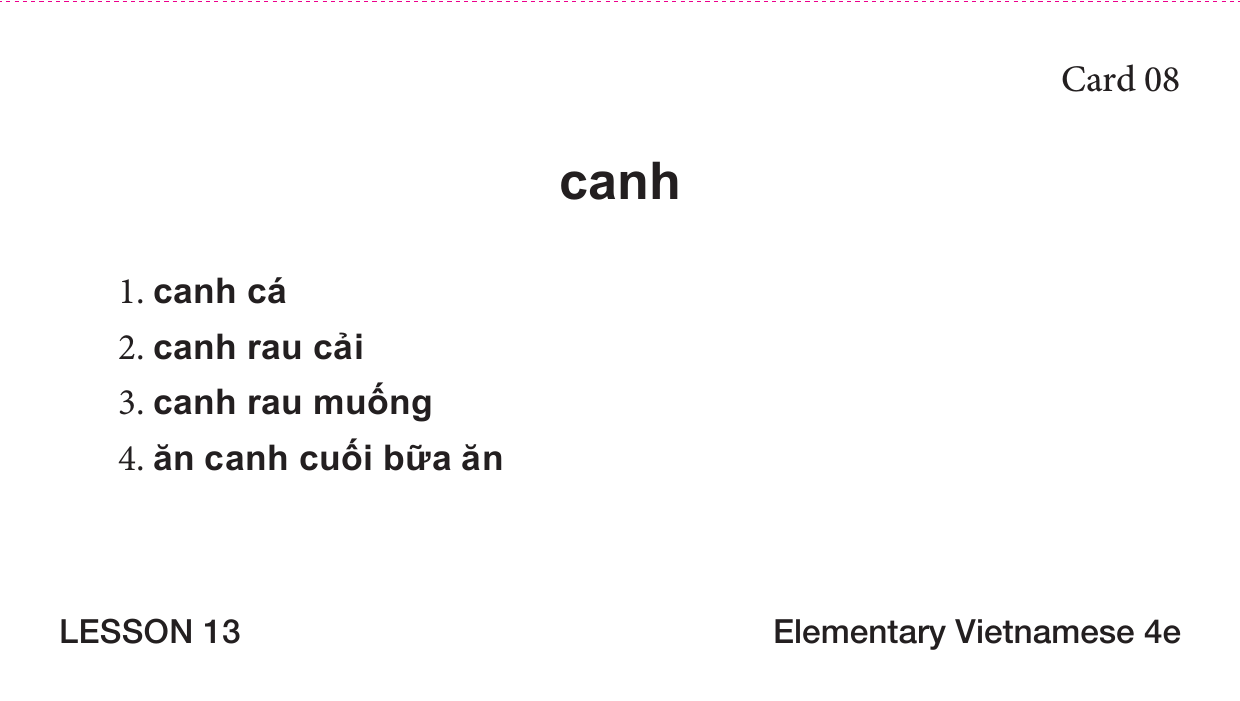 Card 08
canh
1. canh cá
2. canh rau cải
3. canh rau muống
4. ăn canh cuối bữa ăn
LESSON 13
Elementary Vietnamese 4e